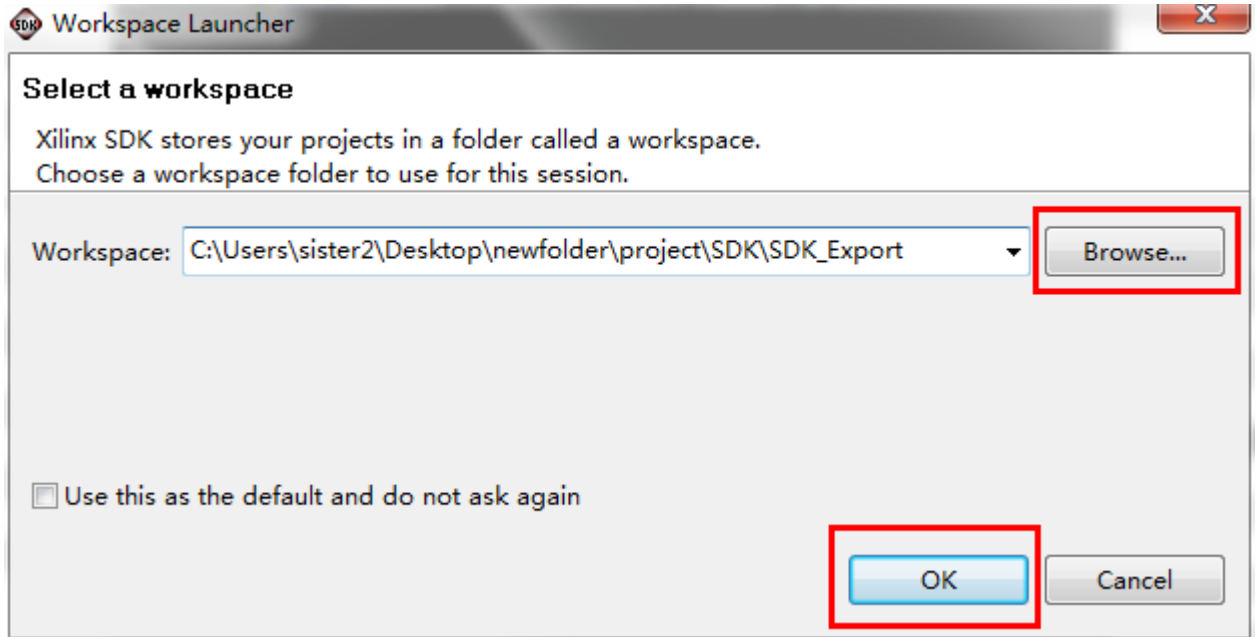 SDK Workspace Launcher
Select a workspace
Xilinx SDK stores your projects in a folder called a workspace.
Choose a workspace folder to use for this session.
Workspace: C:\Users\sister2\Desktop\newfolder\project\SDK\SDK_Export Browse...
Use this as the default and do not ask again
OK Cancel